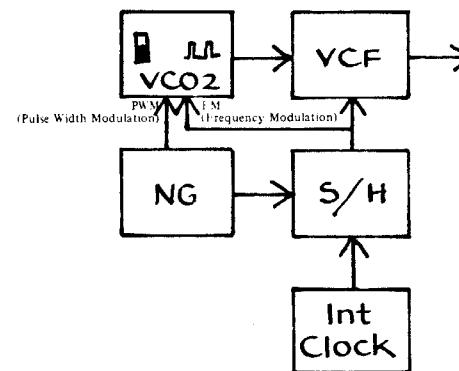 VCO2
VCF
PWM FM
(Pulse Width Modulation) (Frequency Modulation)
NG
S/H
Int
Clock